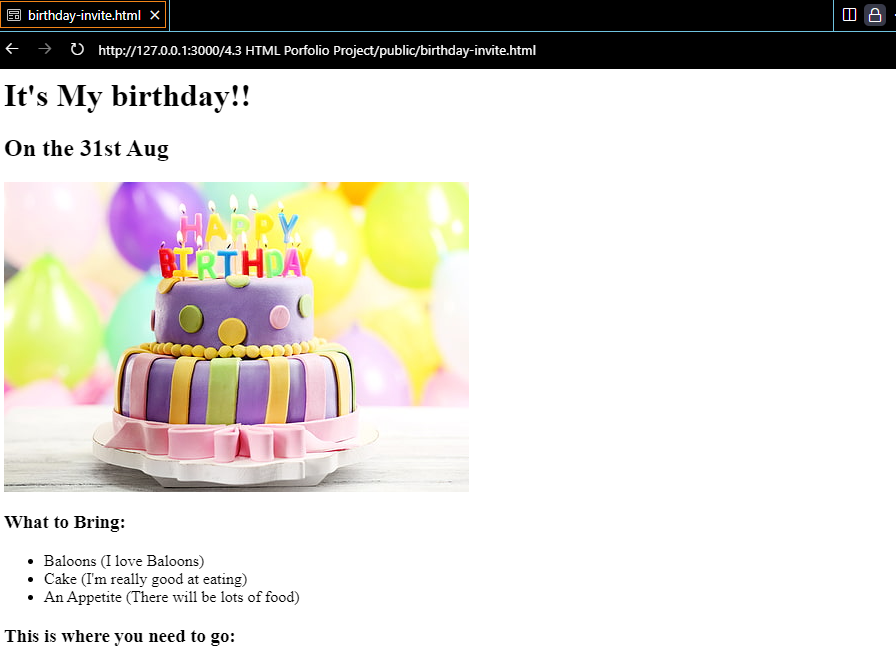 birthday-invite.html
http://127.0.0.1:3000/4.3 HTML Porfolio Project/public/birthday-invite.html
It's My birthday!!
On the 31st Aug
HAPPY
BIRTHDAY
What to Bring:
Baloons (I love Baloons)
Cake (I'm really good at eating)
An Appetite (There will be lots of food)
This is where you need to go: